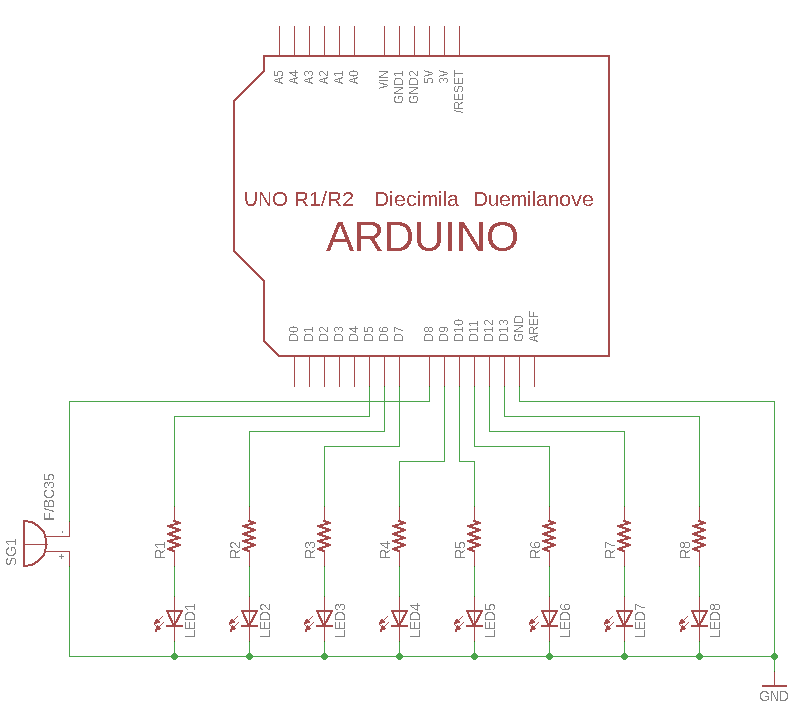 A5 A4 A3 A2 A1 A0 VIN GND1 GND2 5V 3V /RESET
UNO R1/R2 Diecimila Duemilanove
ARDUINO
D0 D1 D2 D3 D4 D5 D6 D7 D8 D9 D10 D11 D12 D13 GND AREF
F/BC35
SG1
-
+
R1 R2 R3 R4 R5 R6 R7 R8
LED1 LED2 LED3 LED4 LED5 LED6 LED7 LED8
GND